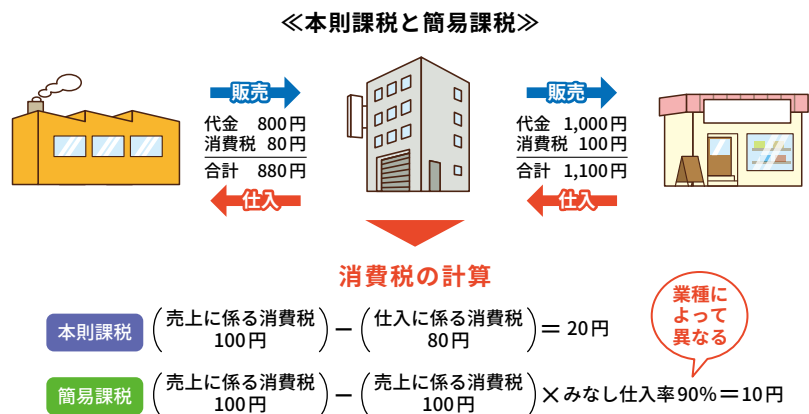 ≪本則課税と簡易課税≫
販売
代金 800円
消費税 80円
合計 880円
仕入
販売
代金 1,000円
消費税 100円
合計 1,100円
仕入
消費税の計算
業種に
よって
異なる
本則課税 (売上に係る消費税 100円) − (仕入に係る消費税 80円) = 20円
簡易課税 (売上に係る消費税 100円) − (売上に係る消費税 100円) × みなし仕入率90%=10円